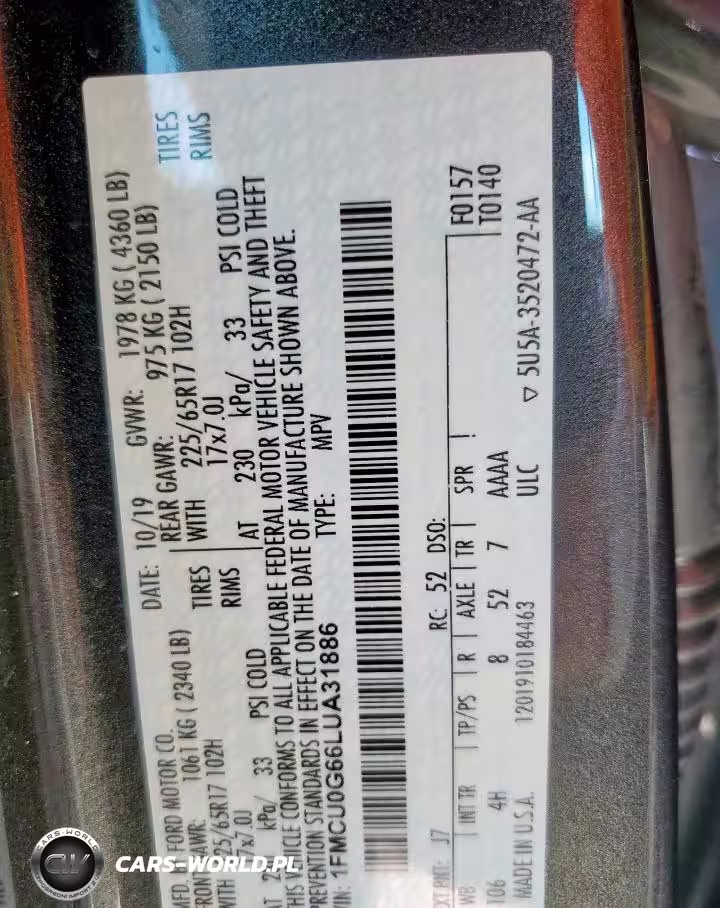 MFD. BY FORD MOTOR CO.
DATE: 10/19 GVWR: 1978 KG ( 4360 LB)
FRONT GAWR: 1061 KG ( 2340 LB) REAR GAWR: 975 KG ( 2150 LB)
WITH 225/65R17 102H TIRES WITH 225/65R17 102H TIRES
17x7.0J RIMS 17x7.0J RIMS
AT kPa/ 33 PSI COLD AT 230 kPa/ 33 PSI COLD
THIS VEHICLE CONFORMS TO ALL APPLICABLE FEDERAL MOTOR VEHICLE SAFETY AND THEFT
PREVENTION STANDARDS IN EFFECT ON THE DATE OF MANUFACTURE SHOWN ABOVE.
VIN: 1FMCU0G66LUA31886 TYPE: MPV
EXT PNT: J7 RC: 52 DSO: F0157
WB INT TR TP/PS R AXLE TR SPR T0140
106 4H 8 52 7 AAAA
MADE IN U.S.A. 1201910184463 ULC
▽ 5U5A-3520472-AA
CARS-WORLD
CW
CARS-WORLD.PL